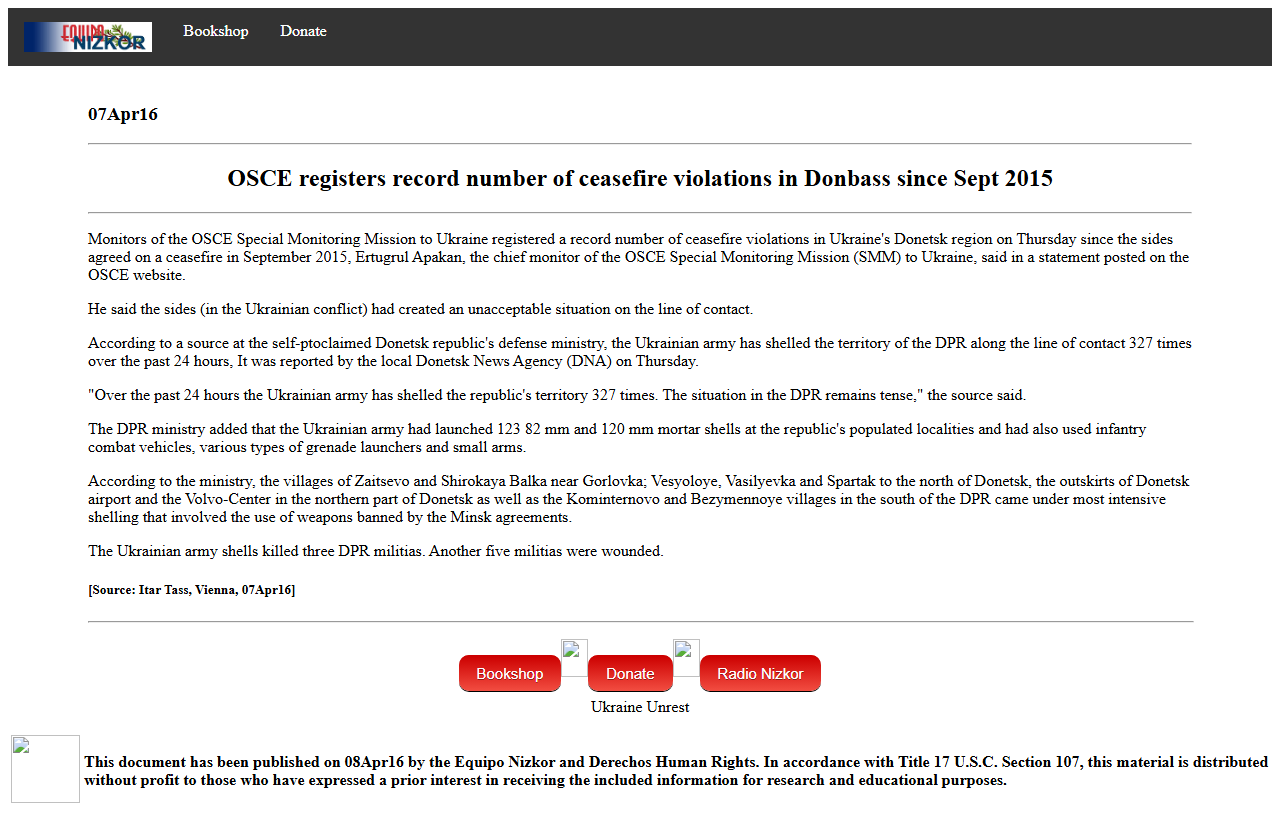 EQUIPO
NIZKOR
Bookshop
Donate
07Apr16
OSCE registers record number of ceasefire violations in Donbass since Sept 2015
Monitors of the OSCE Special Monitoring Mission to Ukraine registered a record number of ceasefire violations in Ukraine's Donetsk region on Thursday since the sides
agreed on a ceasefire in September 2015, Ertugrul Apakan, the chief monitor of the OSCE Special Monitoring Mission (SMM) to Ukraine, said in a statement posted on the
OSCE website.
He said the sides (in the Ukrainian conflict) had created an unacceptable situation on the line of contact.
According to a source at the self-ptoclaimed Donetsk republic's defense ministry, the Ukrainian army has shelled the territory of the DPR along the line of contact 327 times
over the past 24 hours, It was reported by the local Donetsk News Agency (DNA) on Thursday.
"Over the past 24 hours the Ukrainian army has shelled the republic's territory 327 times. The situation in the DPR remains tense," the source said.
The DPR ministry added that the Ukrainian army had launched 123 82 mm and 120 mm mortar shells at the republic's populated localities and had also used infantry
combat vehicles, various types of grenade launchers and small arms.
According to the ministry, the villages of Zaitsevo and Shirokaya Balka near Gorlovka; Vesyoloye, Vasilyevka and Spartak to the north of Donetsk, the outskirts of Donetsk
airport and the Volvo-Center in the northern part of Donetsk as well as the Kominternovo and Bezymennoye villages in the south of the DPR came under most intensive
shelling that involved the use of weapons banned by the Minsk agreements.
The Ukrainian army shells killed three DPR militias. Another five militias were wounded.
[Source: Itar Tass, Vienna, 07Apr16]
Bookshop
Donate
Radio Nizkor
Ukraine Unrest
This document has been published on 08Apr16 by the Equipo Nizkor and Derechos Human Rights. In accordance with Title 17 U.S.C. Section 107, this material is distributed
without profit to those who have expressed a prior interest in receiving the included information for research and educational purposes.